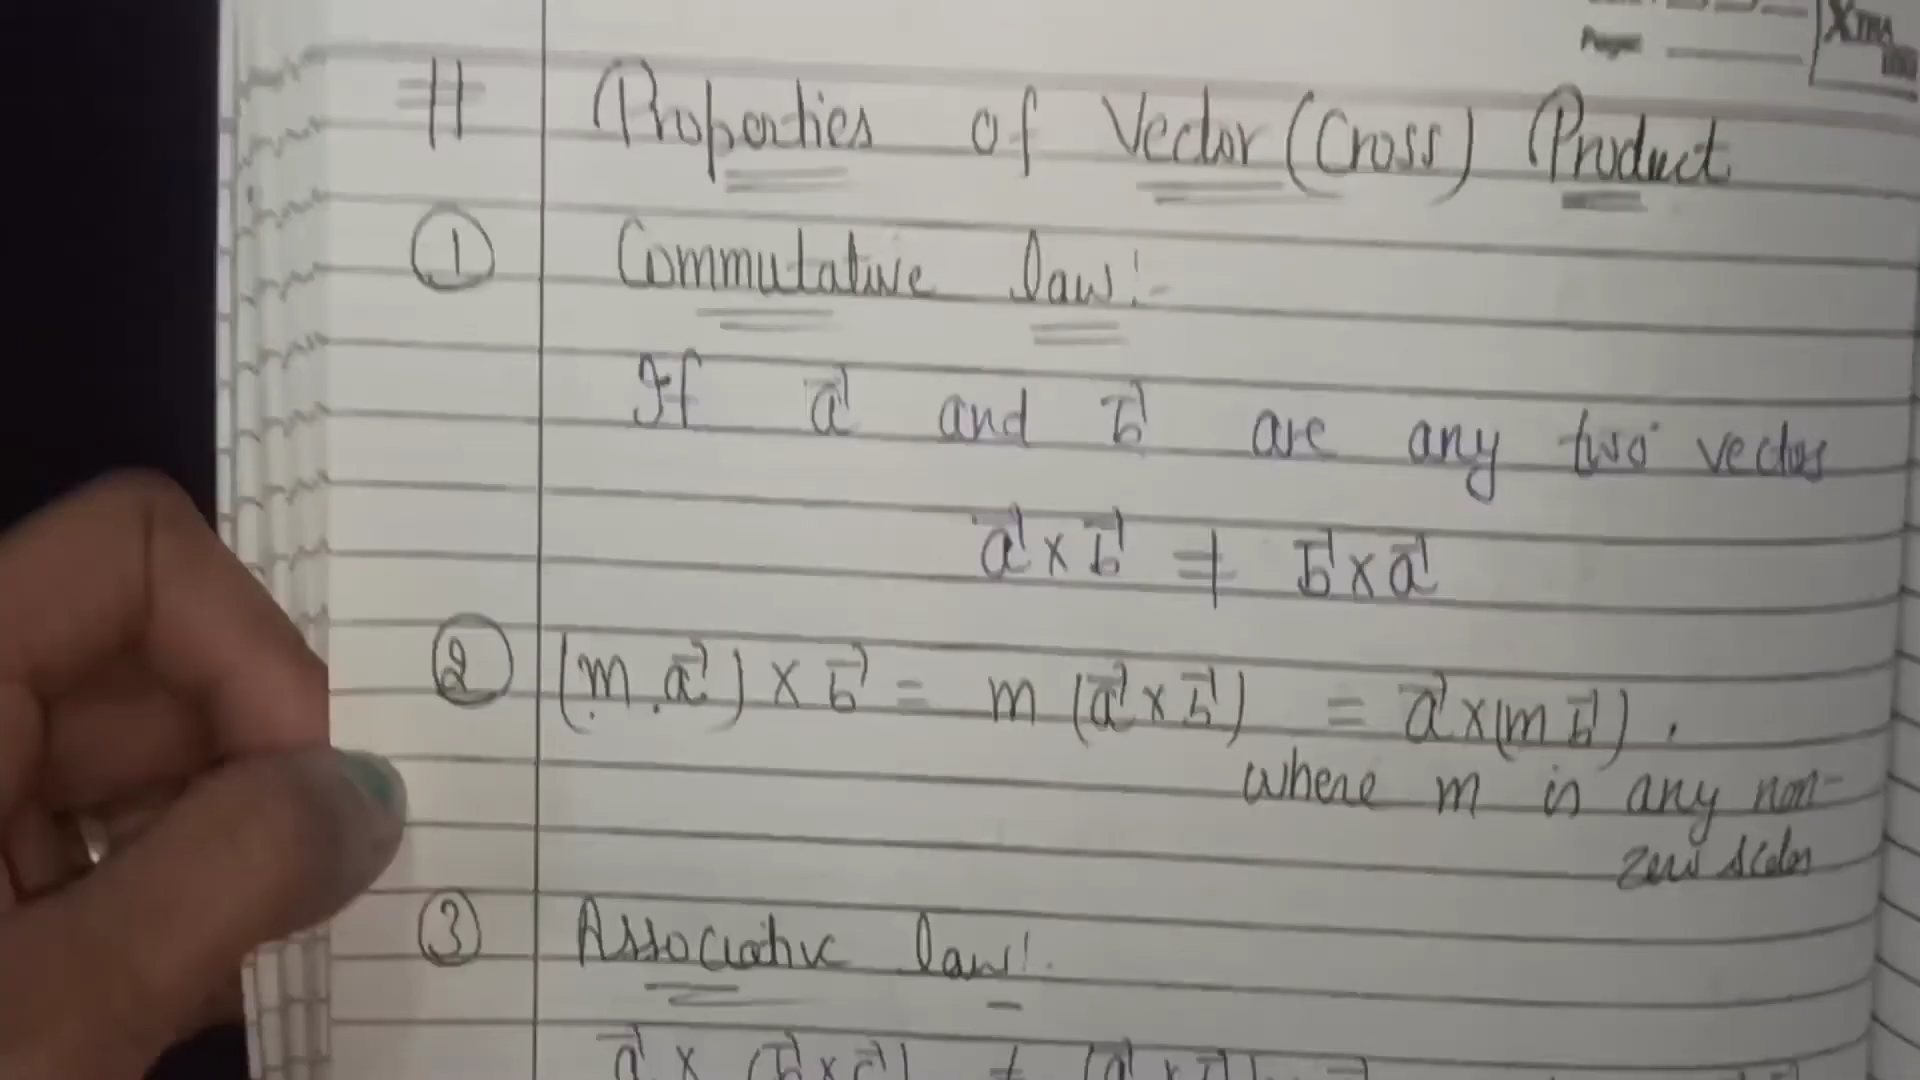 Page:
XTRA
# Properties of Vector (Cross) Product
① Commutative law:-
If a⃗ and b⃗ are any two vectors
a⃗ × b⃗ ≠ b⃗ × a⃗
② (m.a⃗) × b⃗ = m (a⃗ × b⃗) = a⃗ × (m b⃗).
where m is any non-
zero scalar
③ Associative law:
a⃗ × (b⃗ × c⃗) ≠ (a⃗ ×